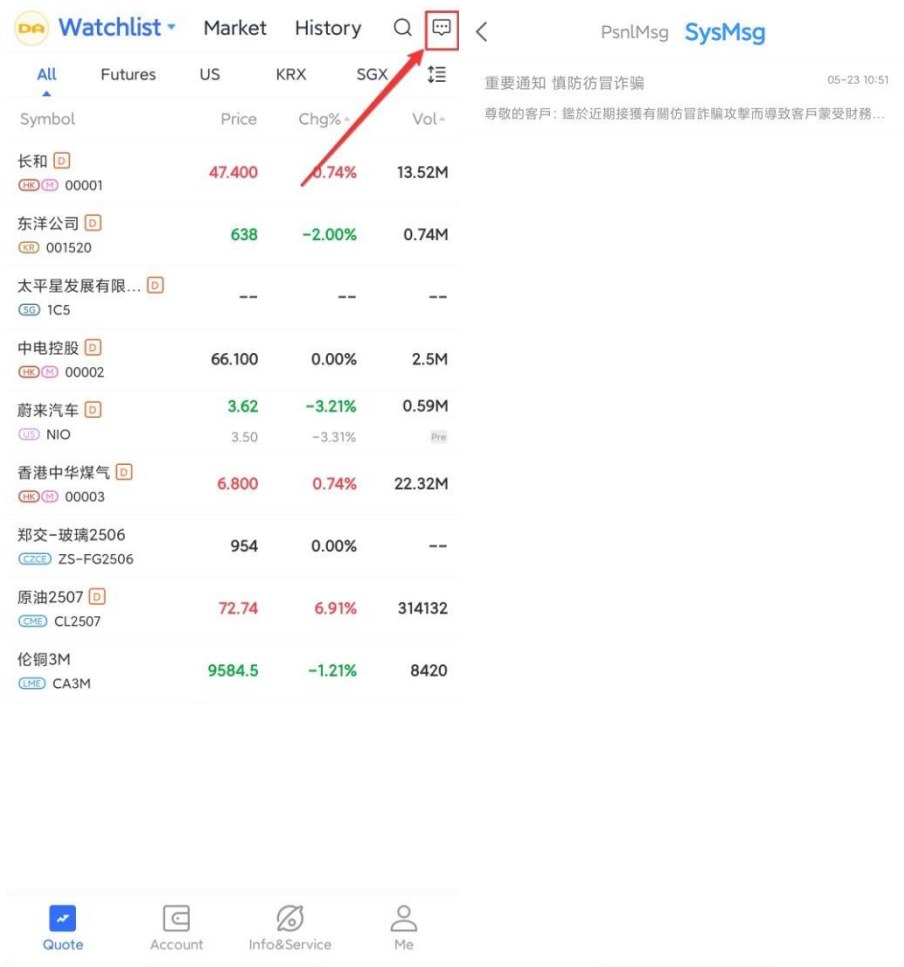 DA Watchlist Market History
All Futures US KRX SGX
Symbol Price Chg% Vol
长和 D
HK M 00001
47.400 0.74% 13.52M
东洋公司 D
KR 001520
638 -2.00% 0.74M
太平星发展有限... D
SG 1C5
-- -- --
中电控股 D
HK M 00002
66.100 0.00% 2.5M
蔚来汽车 D
US NIO
3.62 -3.21% 0.59M
3.50 -3.31% Pre
香港中华煤气 D
HK M 00003
6.800 0.74% 22.32M
郑交-玻璃2506
CZCE ZS-FG2506
954 0.00% --
原油2507 D
CME CL2507
72.74 6.91% 314132
伦铜3M
LME CA3M
9584.5 -1.21% 8420
Quote Account Info&Service Me
PsnlMsg SysMsg
重要通知 慎防彷冒诈骗 05-23 10:51
尊敬的客戶: 鑑於近期接獲有關仿冒詐騙攻擊而導致客戶蒙受財務...